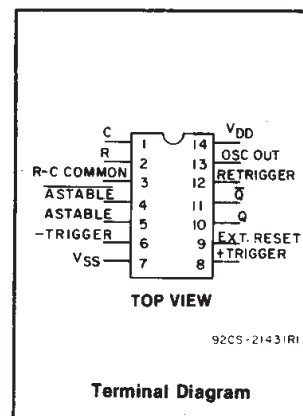 C
1
14
VDD
R
2
13
OSC OUT
R-C COMMON
3
12
RETRIGGER
A̅S̅T̅A̅B̅L̅E̅
4
11
Q̅
ASTABLE
5
10
Q
-TRIGGER
6
9
EXT. RESET
VSS
7
8
+TRIGGER
TOP VIEW
92CS-21431R1
Terminal Diagram